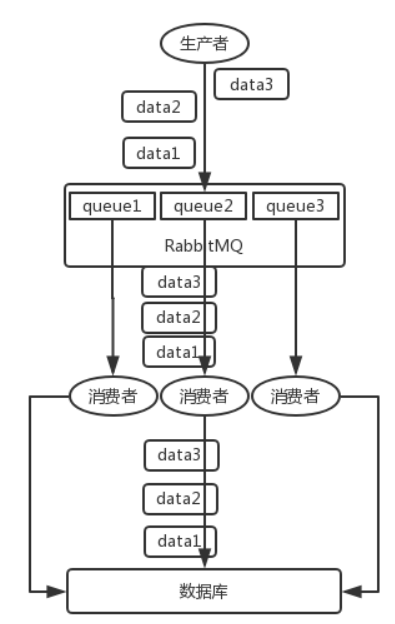 生产者
data3
data2
data1
queue1 queue2 queue3
RabbitMQ
data3
data2
data1
消费者 消费者 消费者
data3
data2
data1
数据库